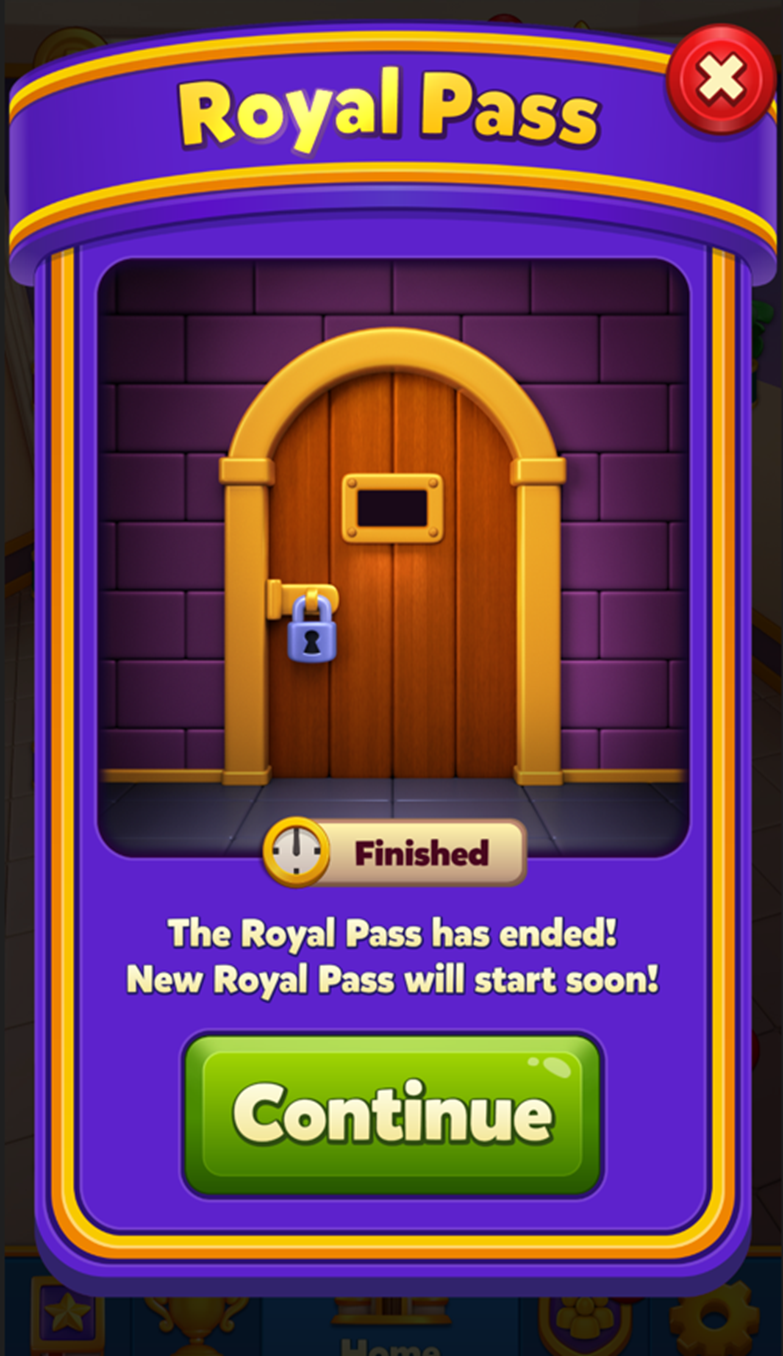 Royal Pass
Finished
The Royal Pass has ended!
New Royal Pass will start soon!
Continue
Home